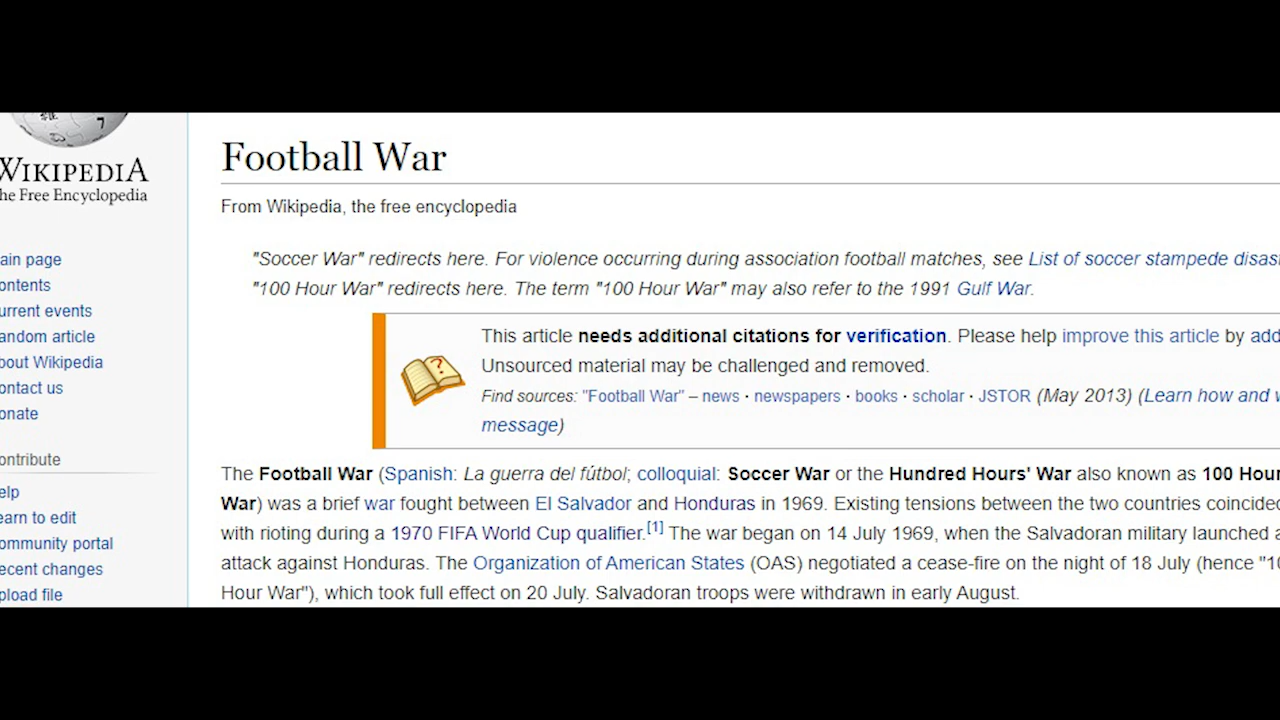 WIKIPEDIA
he Free Encyclopedia
ain page
ontents
urrent events
andom article
bout Wikipedia
ontact us
onate
ontribute
elp
earn to edit
ommunity portal
ecent changes
pload file
Football War
From Wikipedia, the free encyclopedia
"Soccer War" redirects here. For violence occurring during association football matches, see List of soccer stampede disas
"100 Hour War" redirects here. The term "100 Hour War" may also refer to the 1991 Gulf War.
This article needs additional citations for verification. Please help improve this article by add
Unsourced material may be challenged and removed.
Find sources: "Football War" – news · newspapers · books · scholar · JSTOR (May 2013) (Learn how and w
message)
The Football War (Spanish: La guerra del fútbol; colloquial: Soccer War or the Hundred Hours' War also known as 100 Hour
War) was a brief war fought between El Salvador and Honduras in 1969. Existing tensions between the two countries coincided
with rioting during a 1970 FIFA World Cup qualifier.[1] The war began on 14 July 1969, when the Salvadoran military launched a
attack against Honduras. The Organization of American States (OAS) negotiated a cease-fire on the night of 18 July (hence "10
Hour War"), which took full effect on 20 July. Salvadoran troops were withdrawn in early August.